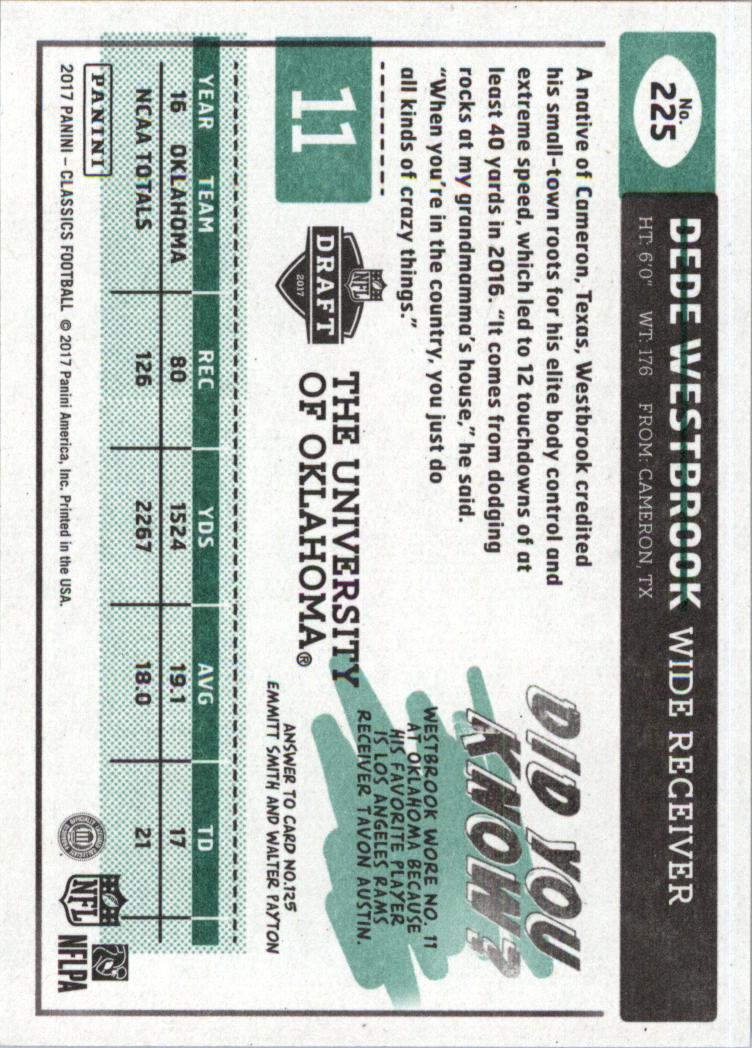 No.
225
DEDE WESTBROOK WIDE RECEIVER
HT: 6'0" WT: 176 FROM: CAMERON, TX
A native of Cameron, Texas, Westbrook credited
his small-town roots for his elite body control and
extreme speed, which led to 12 touchdowns of at
least 40 yards in 2016. “It comes from dodging
rocks at my grandmamma's house,” he said.
“When you're in the country, you just do
all kinds of crazy things.”
DID YOU
KNOW?
WESTBROOK WORE NO. 11
AT OKLAHOMA BECAUSE
HIS FAVORITE PLAYER
IS LOS ANGELES RAMS
RECEIVER TAVON AUSTIN.
ANSWER TO CARD NO.125
EMMITT SMITH AND WALTER PAYTON
11
NFL
DRAFT
2017
THE UNIVERSITY
OF OKLAHOMA®
YEAR TEAM REC YDS AVG TD
16 OKLAHOMA 80 1524 19.1 17
NCAA TOTALS 126 2267 18.0 21
PANINI
2017 PANINI – CLASSICS FOOTBALL © 2017 Panini America, Inc. Printed in the USA.
NFL
NFLPA